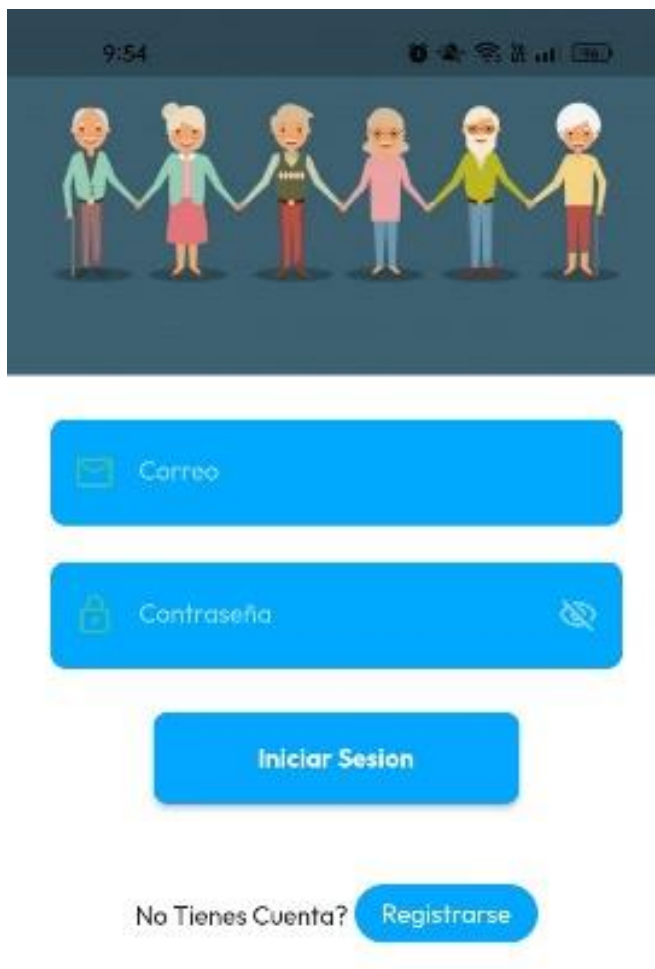 9:54
Correo
Contraseña
Iniciar Sesion
No Tienes Cuenta? Registrarse